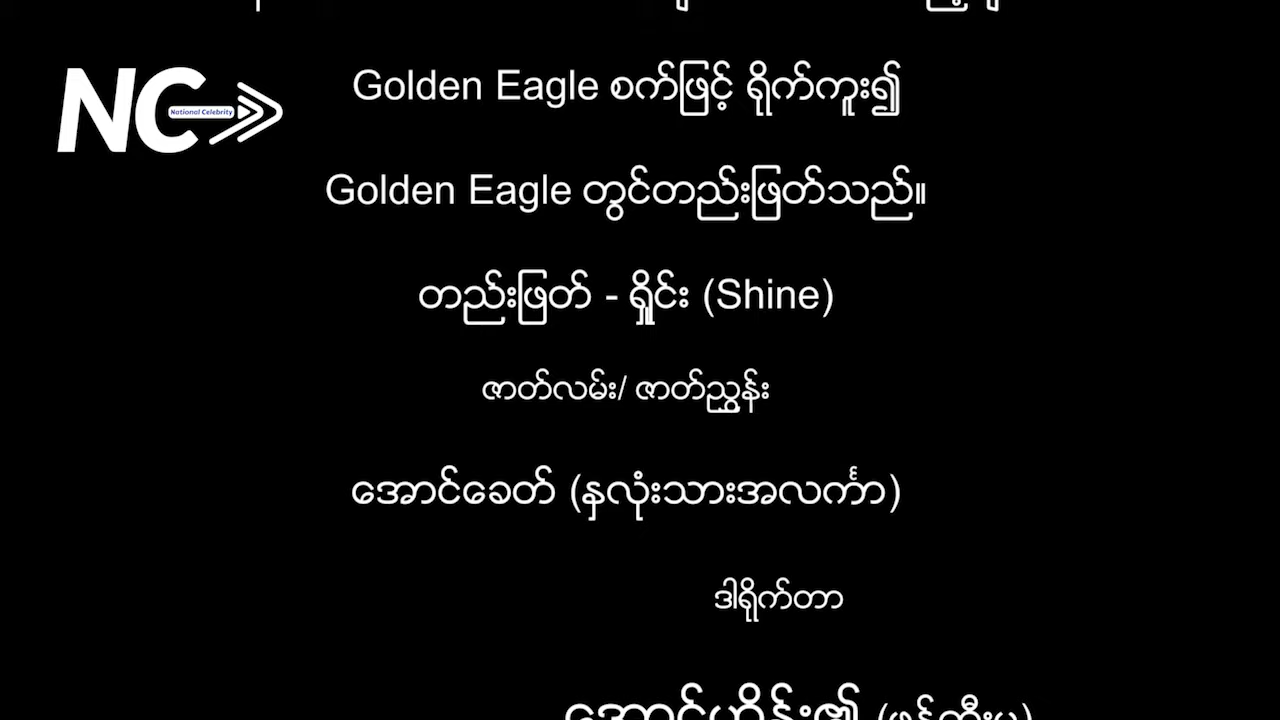 NC
National Celebrity
Golden Eagle စက်ဖြင့် ရိုက်ကူး၍
Golden Eagle တွင်တည်းဖြတ်သည်။
တည်းဖြတ် - ရှိုင်း (Shine)
ဇာတ်လမ်း/ ဇာတ်ညွှန်း
အောင်ခေတ် (နှလုံးသားအလင်္ကာ)
ဒါရိုက်တာ